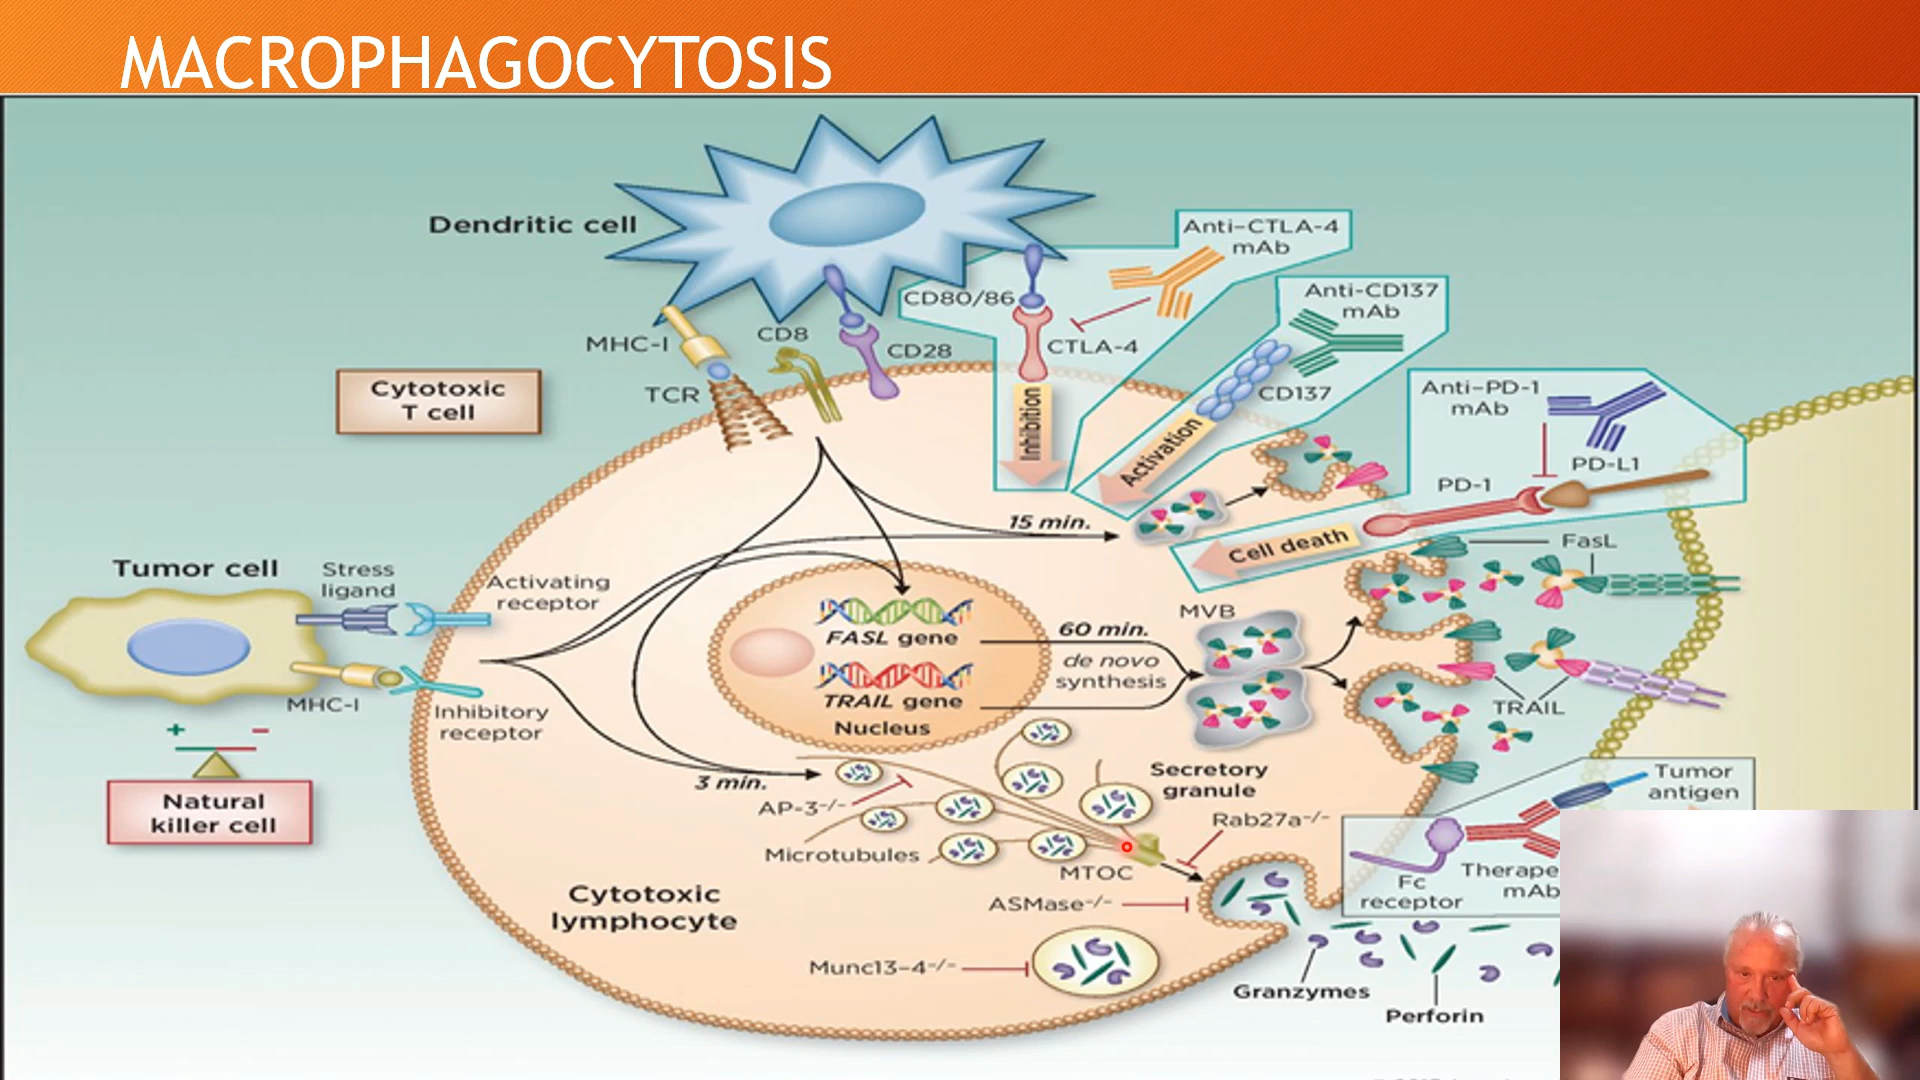 MACROPHAGOCYTOSIS
Dendritic cell
Anti–CTLA-4
mAb
CD80/86
Anti-CD137
mAb
MHC-I
CD8
CD28
CTLA-4
TCR
CD137
Cytotoxic
T cell
Inhibition
Activation
Anti–PD-1
mAb
PD-L1
PD-1
15 min.
Cell death
FasL
Tumor cell
Stress
ligand
Activating
receptor
MHC-I
Inhibitory
receptor
+
−
Natural
killer cell
FASL gene
TRAIL gene
Nucleus
60 min.
de novo
synthesis
MVB
TRAIL
3 min.
AP-3–/–
Microtubules
Secretory
granule
Rab27a–/–
MTOC
ASMase–/–
Munc13–4–/–
Cytotoxic
lymphocyte
Tumor
antigen
Fc
receptor
Therape
mAb
Granzymes
Perforin